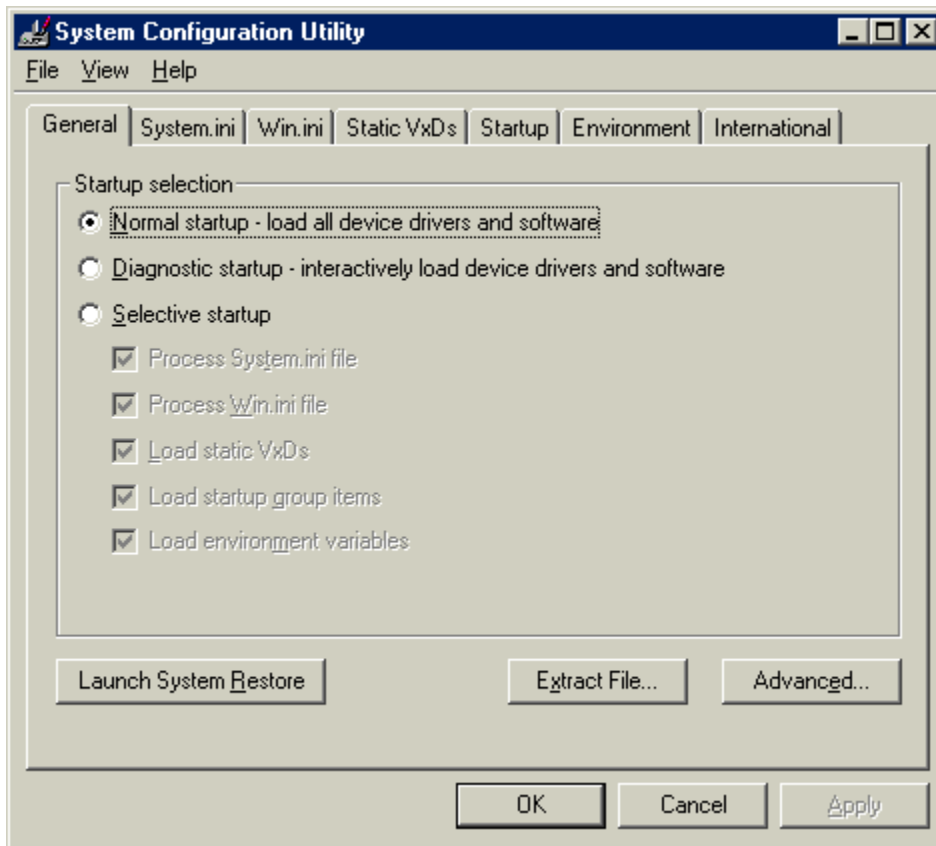 System Configuration Utility
File View Help
General System.ini Win.ini Static VxDs Startup Environment International
Startup selection
Normal startup - load all device drivers and software
Diagnostic startup - interactively load device drivers and software
Selective startup
Process System.ini file
Process Win.ini file
Load static VxDs
Load startup group items
Load environment variables
Launch System Restore Extract File... Advanced...
OK Cancel Apply